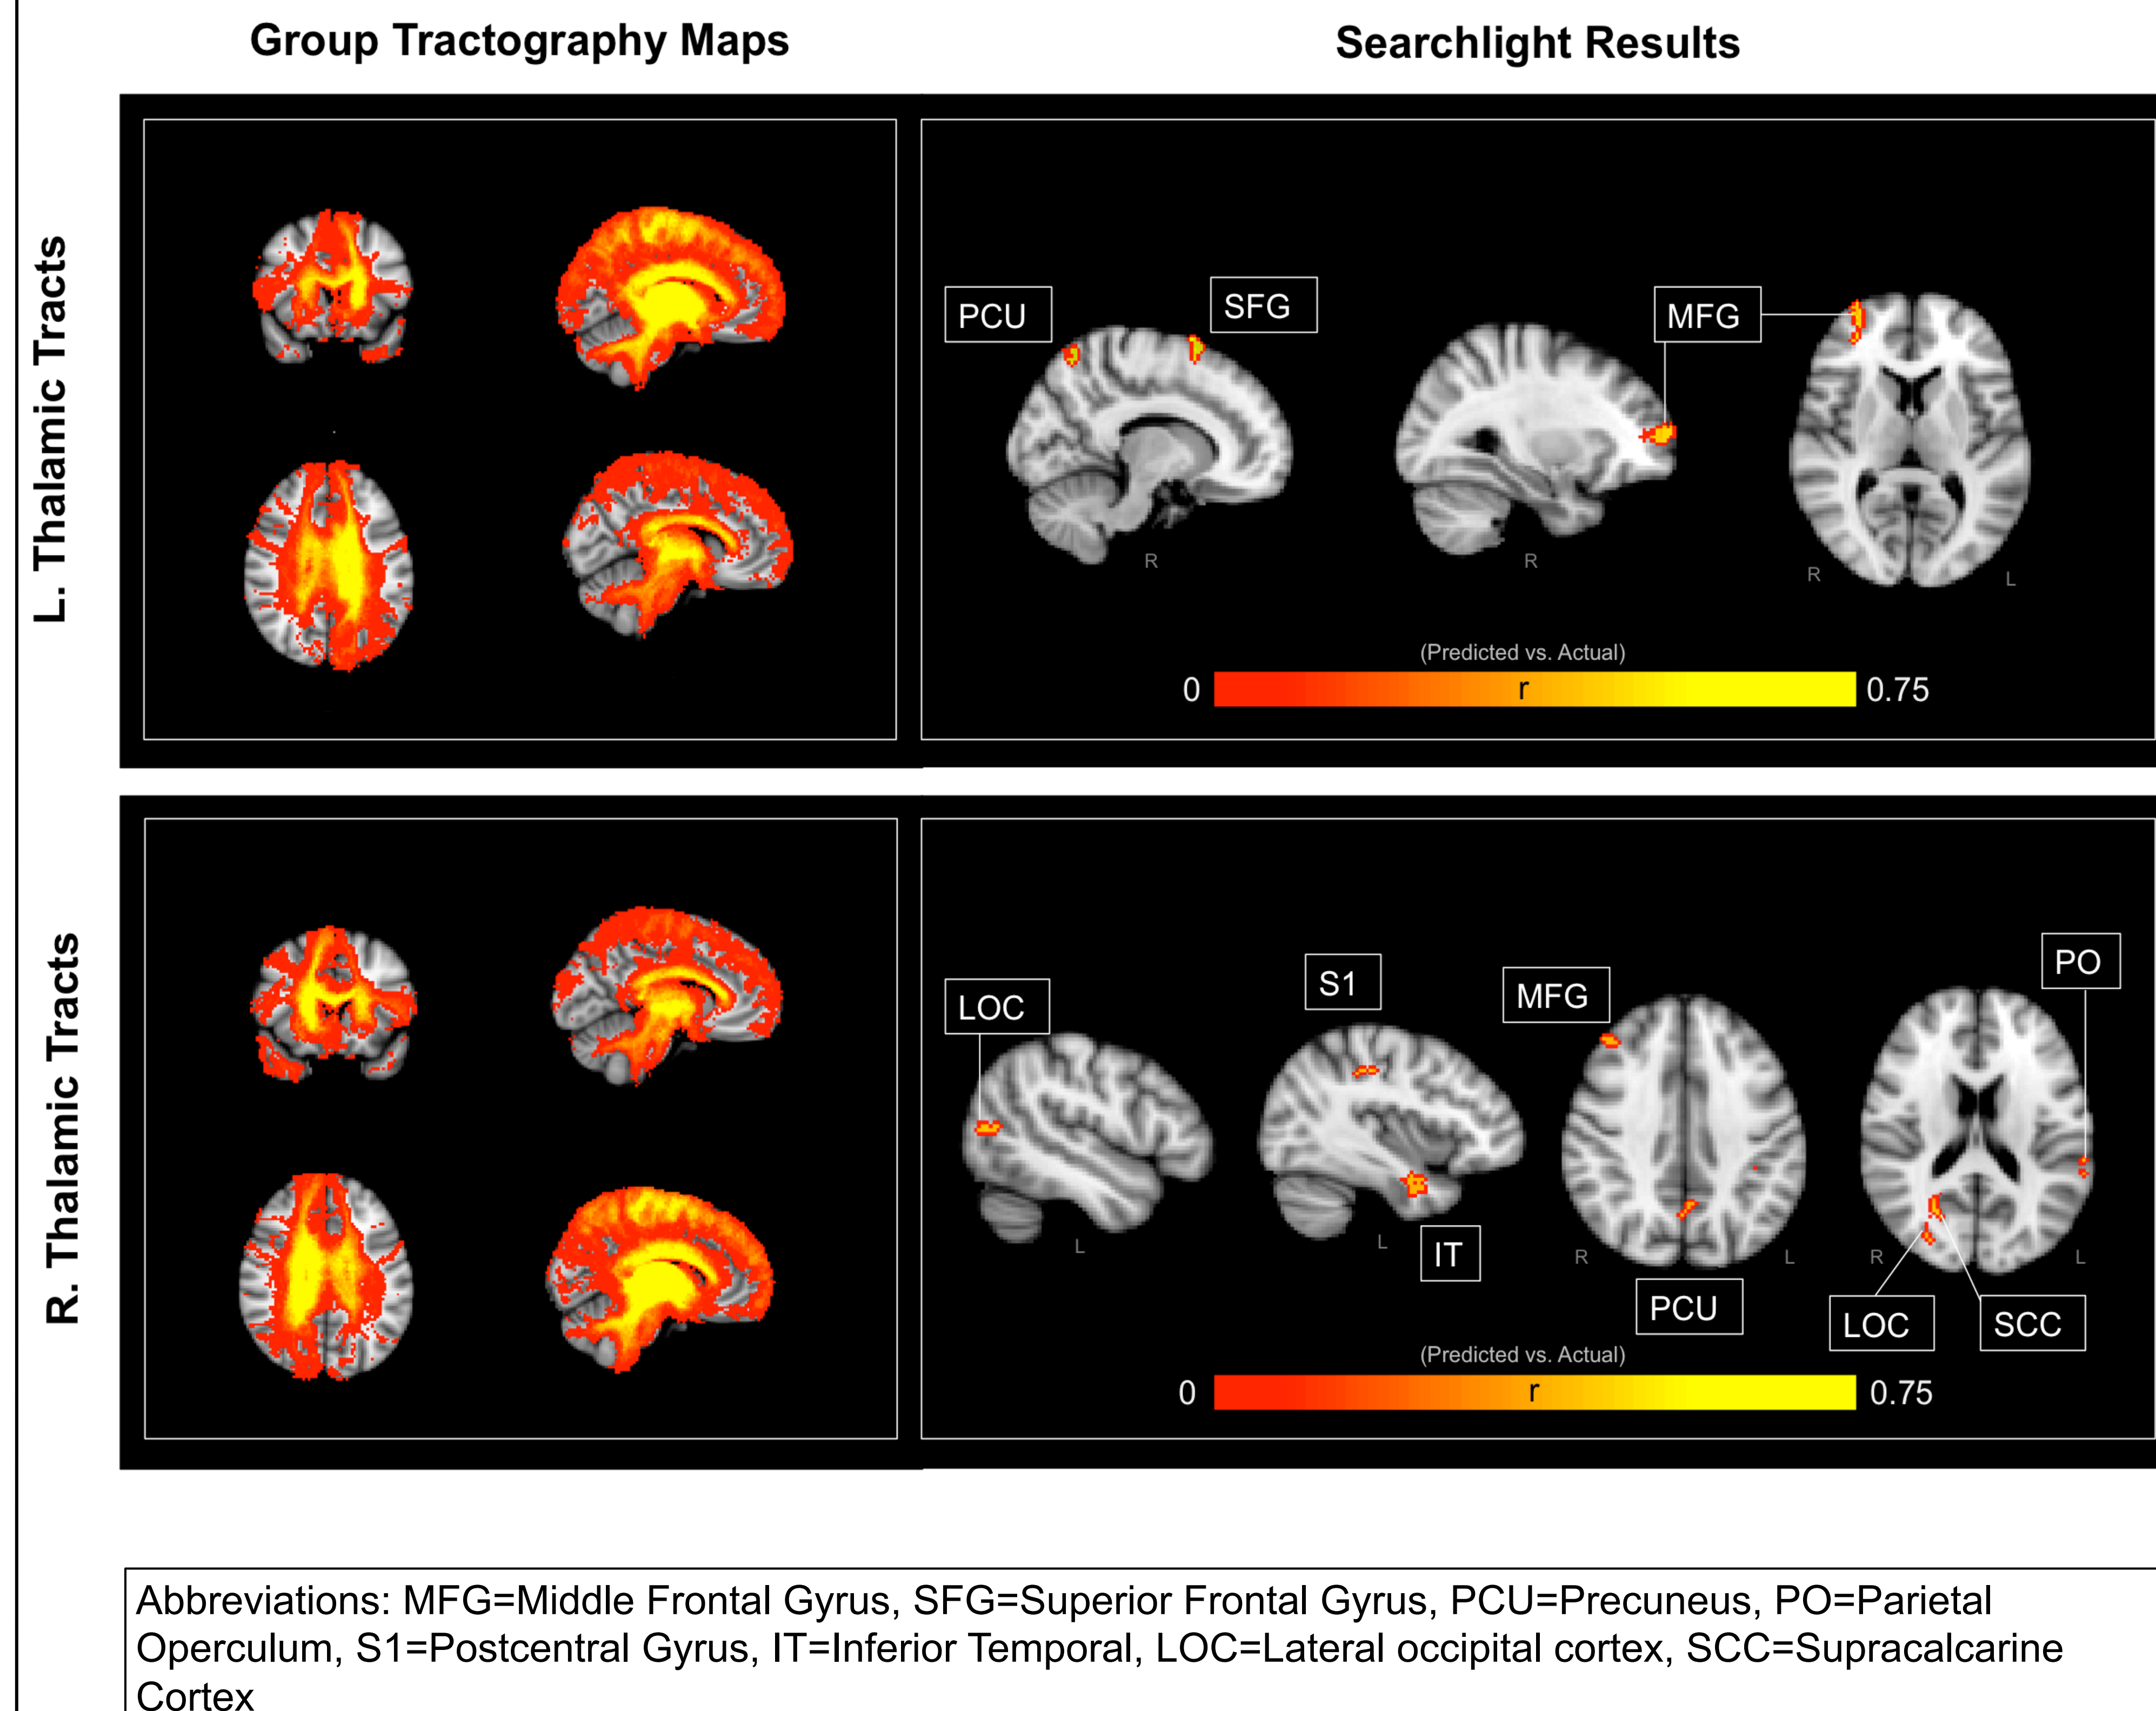 Group Tractography Maps
Searchlight Results
L. Thalamic Tracts
PCU
SFG
MFG
R
R
R
L
(Predicted vs. Actual)
0
r
0.75
R. Thalamic Tracts
LOC
S1
MFG
PO
L
L
IT
R
L
PCU
R
L
LOC
SCC
(Predicted vs. Actual)
0
r
0.75
Abbreviations: MFG=Middle Frontal Gyrus, SFG=Superior Frontal Gyrus, PCU=Precuneus, PO=Parietal
Operculum, S1=Postcentral Gyrus, IT=Inferior Temporal, LOC=Lateral occipital cortex, SCC=Supracalcarine
Cortex